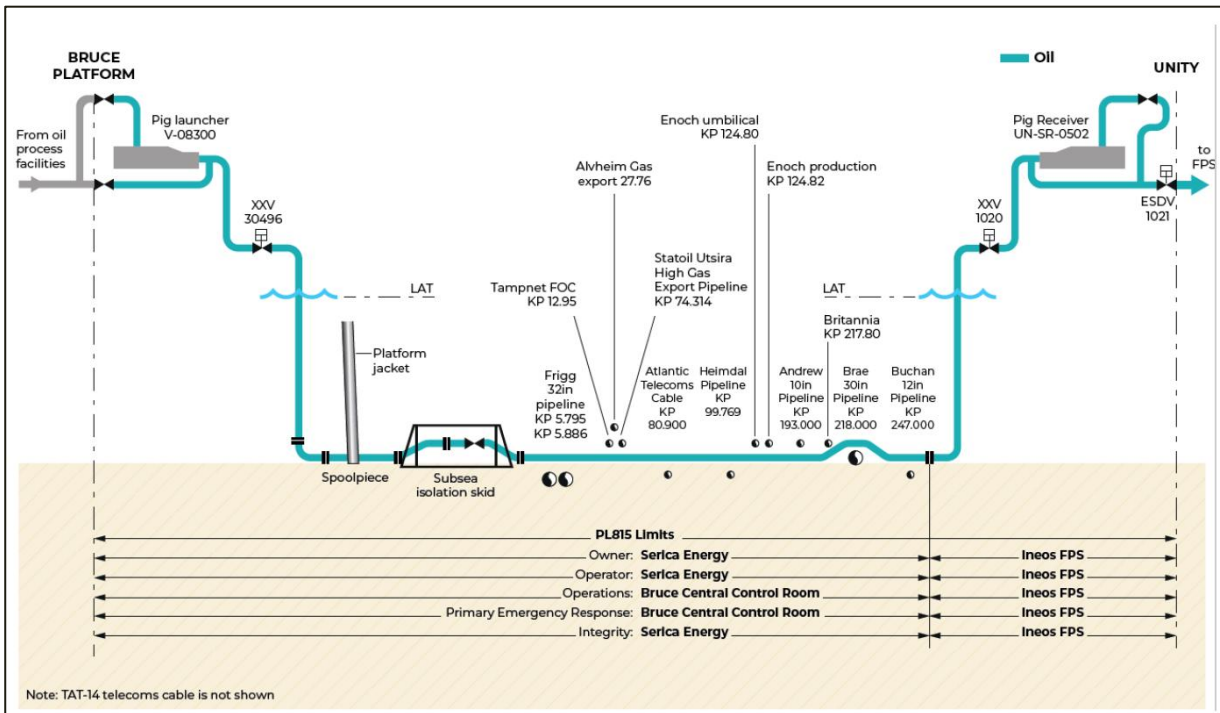 BRUCE
PLATFORM
From oil
process
facilities
Pig launcher
V-08300
XXV
30496
LAT
Platform
jacket
Spoolpiece
Subsea
isolation skid
Frigg
32in
pipeline
KP 5.795
KP 5.886
Tampnet FOC
KP 12.95
Alvheim Gas
export 27.76
Statoil Utsira
High Gas
Export Pipeline
KP 74.314
Atlantic
Telecoms
Cable
KP
80.900
Heimdal
Pipeline
KP
99.769
Enoch umbilical
KP 124.80
Enoch production
KP 124.82
Andrew
10in
Pipeline
KP
193.000
Britannia
KP 217.80
Brae
30in
Pipeline
KP
218.000
Buchan
12in
Pipeline
KP
247.000
LAT
Oil
UNITY
Pig Receiver
UN-SR-0502
XXV
1020
to
FPS
ESDV
1021
PL815 Limits
Owner: Serica Energy
Ineos FPS
Operator: Serica Energy
Ineos FPS
Operations: Bruce Central Control Room
Ineos FPS
Primary Emergency Response: Bruce Central Control Room
Ineos FPS
Integrity: Serica Energy
Ineos FPS
Note: TAT-14 telecoms cable is not shown